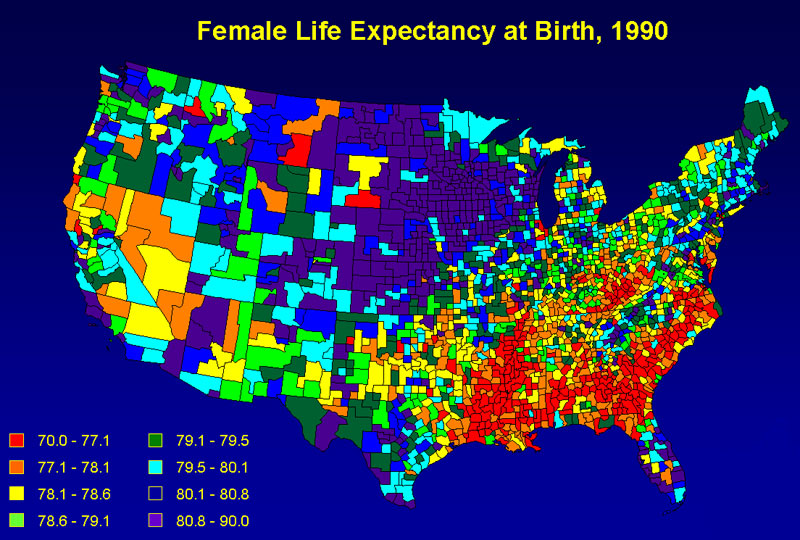 Female Life Expectancy at Birth, 1990
70.0 - 77.1
77.1 - 78.1
78.1 - 78.6
78.6 - 79.1
79.1 - 79.5
79.5 - 80.1
80.1 - 80.8
80.8 - 90.0